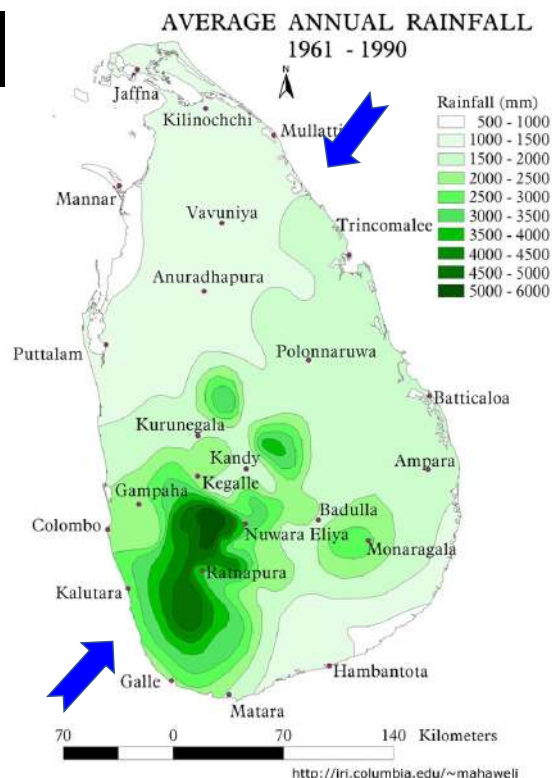 AVERAGE ANNUAL RAINFALL
1961 - 1990
N
Jaffna
Kilinochchi
Mullatti
Mannar
Vavuniya
Trincomalee
Anuradhapura
Puttalam
Polonnaruwa
Batticaloa
Kurunegala
Kandy
Ampara
Kegalle
Gampaha
Badulla
Colombo
Nuwara Eliya
Monaragala
Ratnapura
Kalutara
Hambantota
Galle
Matara
Rainfall (mm)
500 - 1000
1000 - 1500
1500 - 2000
2000 - 2500
2500 - 3000
3000 - 3500
3500 - 4000
4000 - 4500
4500 - 5000
5000 - 6000
70 0 70 140 Kilometers
http://iri.columbia.edu/~mahaweli